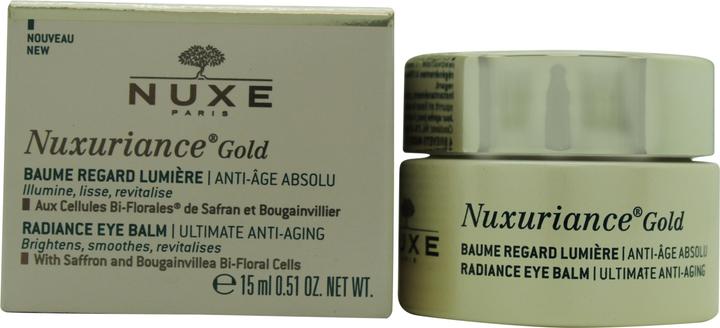 NOUVEAU
NEW
NUXE
PARIS
Nuxuriance® Gold
BAUME REGARD LUMIÈRE | ANTI-ÂGE ABSOLU
Illumine, lisse, revitalise
Aux Cellules Bi-Florales® de Safran et Bougainvillier
RADIANCE EYE BALM | ULTIMATE ANTI-AGING
Brightens, smoothes, revitalises
With Saffron and Bougainvillea Bi-Floral Cells
℮ 15 ml 0.51 OZ. NET WT.
NUXE
Nuxuriance® Gold
BAUME REGARD LUMIÈRE | ANTI-ÂGE ABSOLU
RADIANCE EYE BALM | ULTIMATE ANTI-AGING